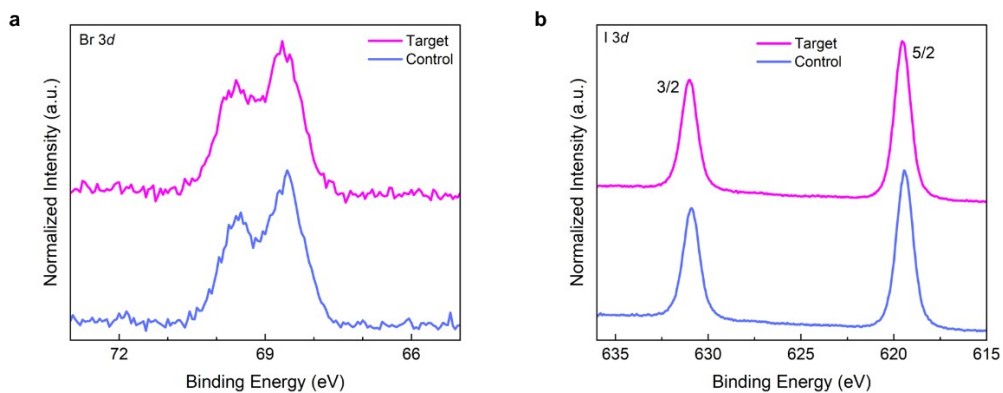 a
Br 3d
Target
Control
Normalized Intensity (a.u.)
72
69
66
Binding Energy (eV)
b
I 3d
Target
Control
3/2
5/2
Normalized Intensity (a.u.)
635
630
625
620
615
Binding Energy (eV)